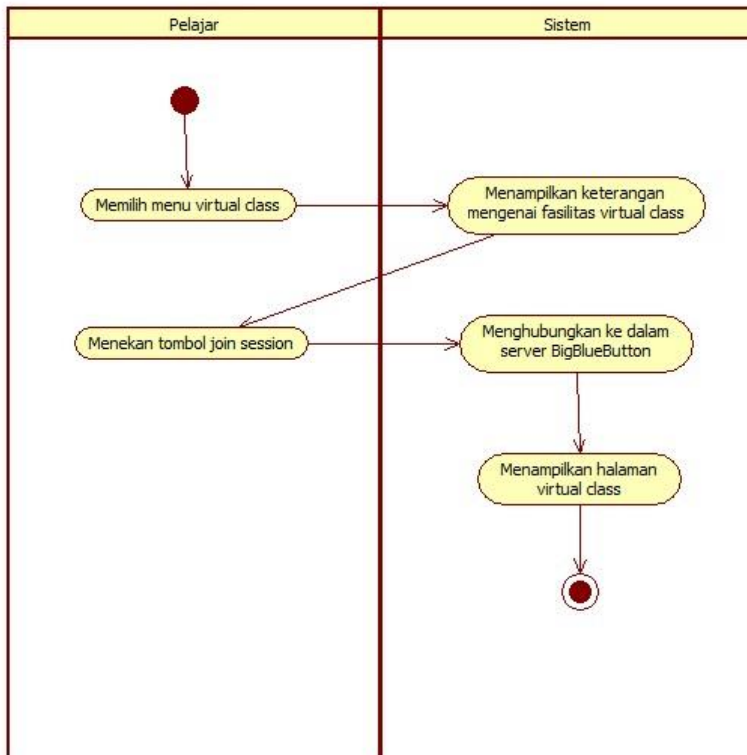 Pelajar
Sistem
Memilih menu virtual class
Menampilkan keterangan
mengenai fasilitas virtual class
Menekan tombol join session
Menghubungkan ke dalam
server BigBlueButton
Menampilkan halaman
virtual class